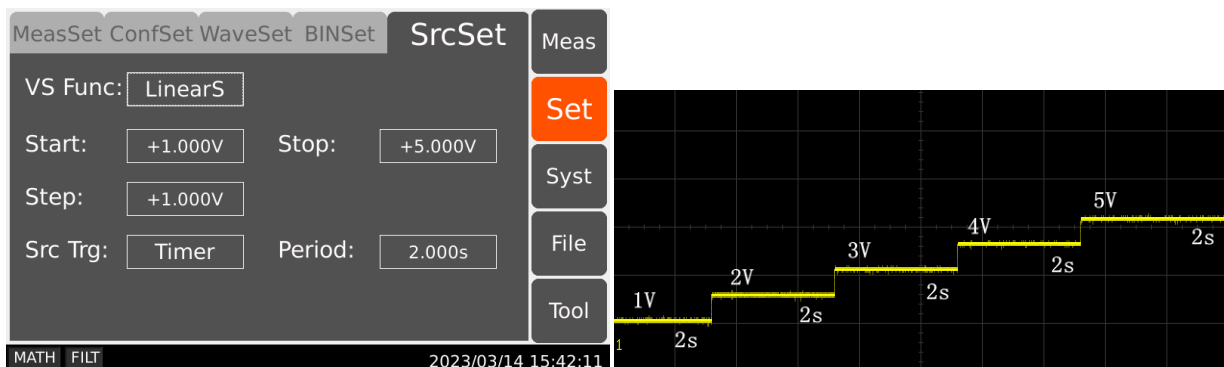 MeasSet ConfSet WaveSet BINSet SrcSet
Meas
VS Func: LinearS
Set
Start: +1.000V Stop: +5.000V
Syst
Step: +1.000V
Src Trg: Timer Period: 2.000s
File
Tool
MATH FILT 2023/03/14 15:42:11
5V
4V
2s
3V
2s
2V
2s
1V
2s
2s
1